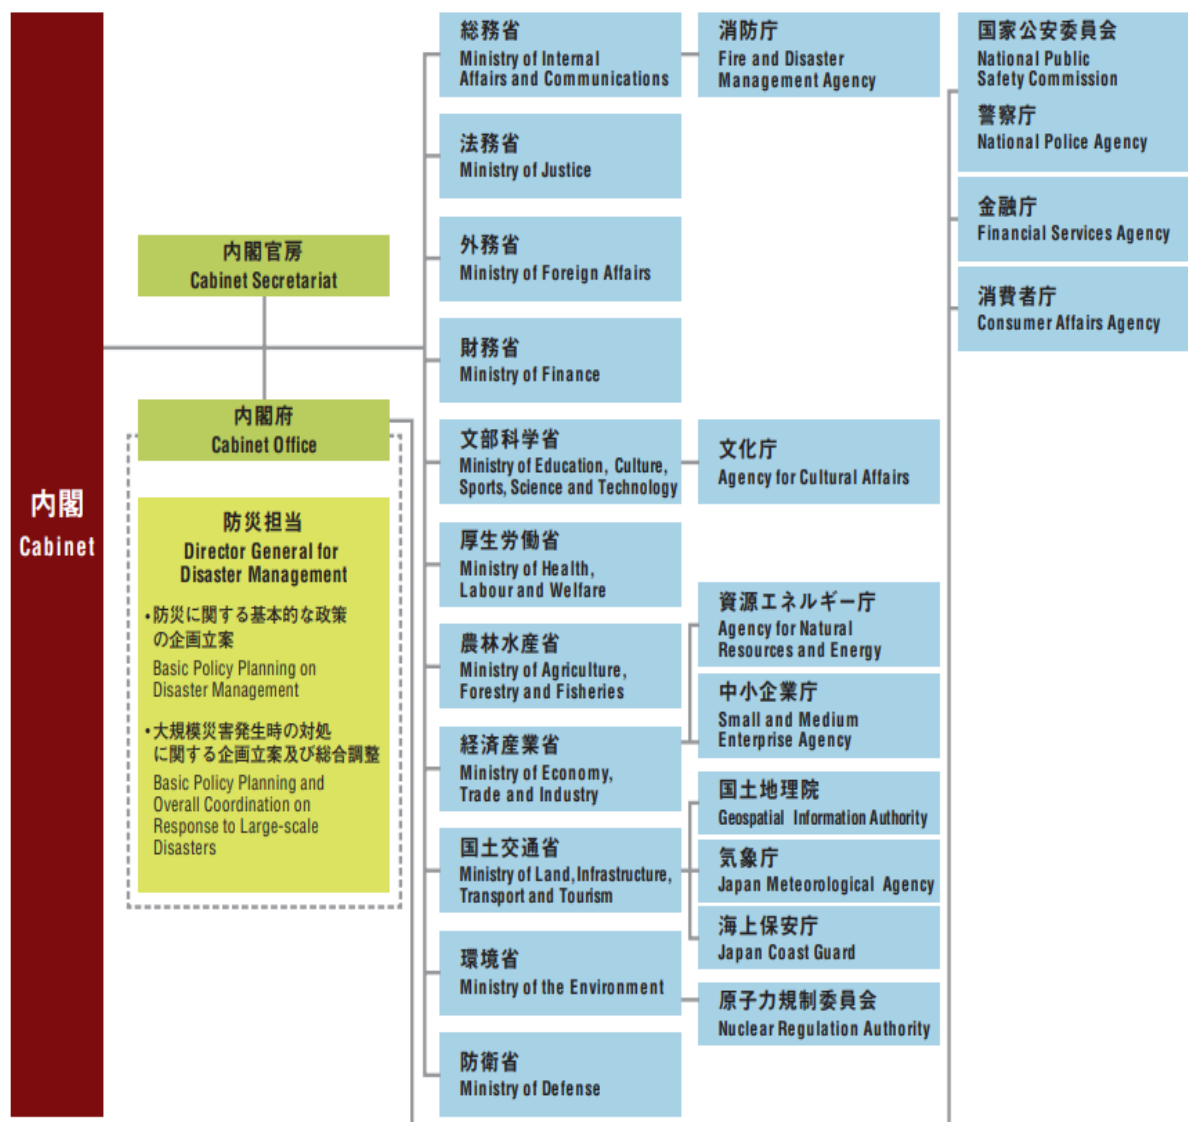 内閣
Cabinet
内閣官房
Cabinet Secretariat
内閣府
Cabinet Office
防災担当
Director General for
Disaster Management
・防災に関する基本的な政策
の企画立案
Basic Policy Planning on
Disaster Management
・大規模災害発生時の対処
に関する企画立案及び総合調整
Basic Policy Planning and
Overall Coordination on
Response to Large-scale
Disasters
総務省
Ministry of Internal
Affairs and Communications
法務省
Ministry of Justice
外務省
Ministry of Foreign Affairs
財務省
Ministry of Finance
文部科学省
Ministry of Education, Culture,
Sports, Science and Technology
厚生労働省
Ministry of Health,
Labour and Welfare
農林水産省
Ministry of Agriculture,
Forestry and Fisheries
経済産業省
Ministry of Economy,
Trade and Industry
国土交通省
Ministry of Land, Infrastructure,
Transport and Tourism
環境省
Ministry of the Environment
防衛省
Ministry of Defense
消防庁
Fire and Disaster
Management Agency
文化庁
Agency for Cultural Affairs
資源エネルギー庁
Agency for Natural
Resources and Energy
中小企業庁
Small and Medium
Enterprise Agency
国土地理院
Geospatial Information Authority
気象庁
Japan Meteorological Agency
海上保安庁
Japan Coast Guard
原子力規制委員会
Nuclear Regulation Authority
国家公安委員会
National Public
Safety Commission
警察庁
National Police Agency
金融庁
Financial Services Agency
消費者庁
Consumer Affairs Agency